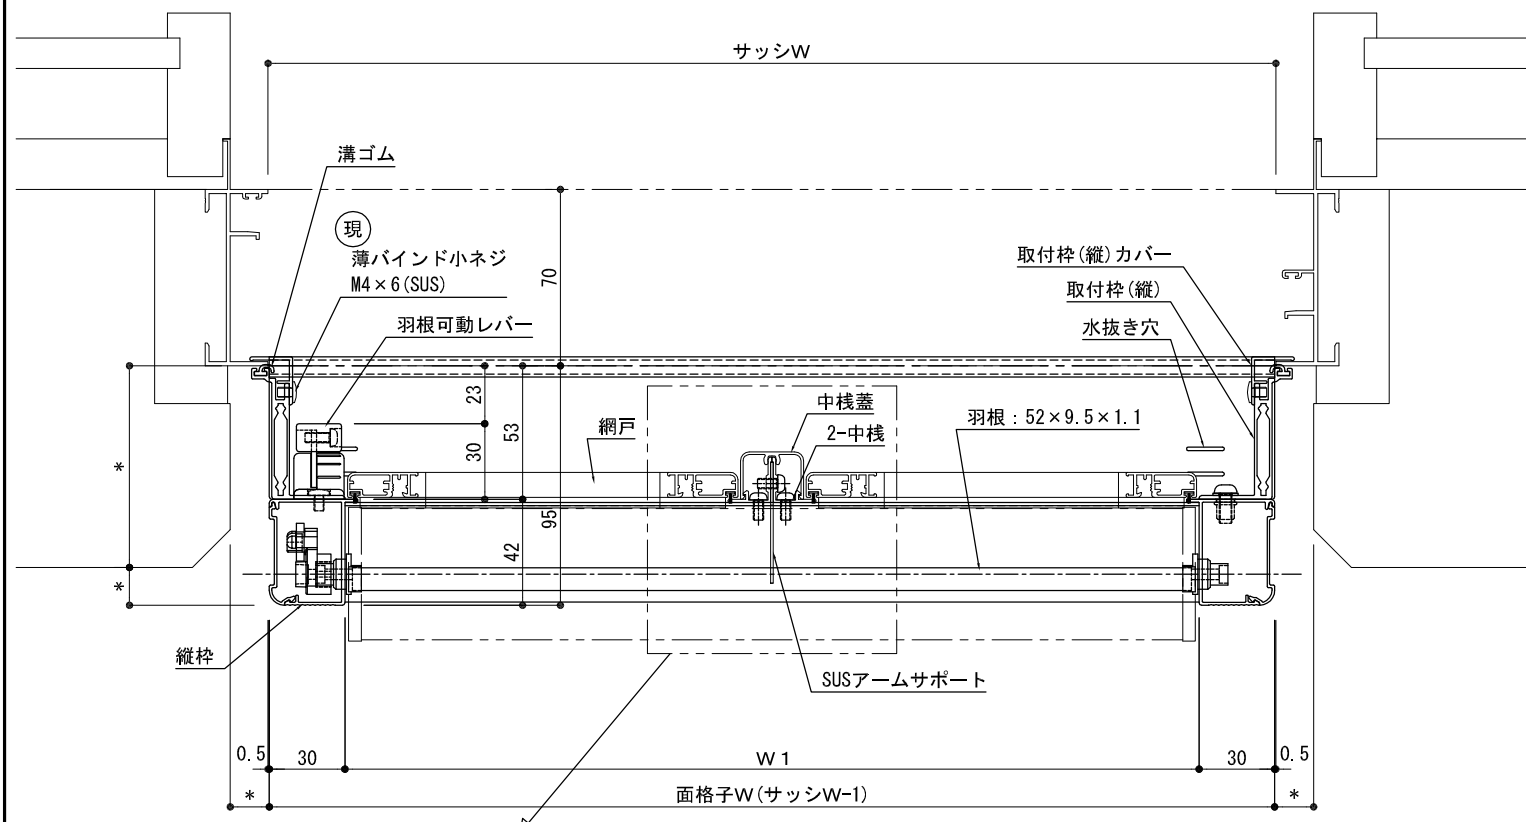 サッシW
溝ゴム
現
薄バインド小ネジ
M4×6(SUS)
羽根可動レバー
70
取付枠(縦)カバー
取付枠(縦)
水抜き穴
23
30
53
網戸
中桟蓋
2-中桟
羽根：52×9.5×1.1
*
*
42
95
縦枠
SUSアームサポート
0.5
30
W1
30
0.5
*
面格子W(サッシW-1)
*